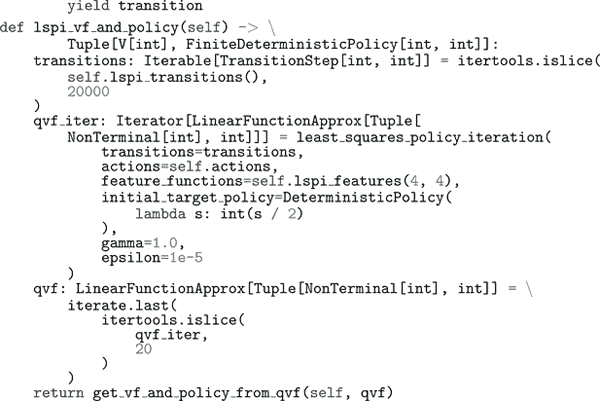 yield transition
def lspi_vf_and_policy(self) -> \
        Tuple[V[int], FiniteDeterministicPolicy[int, int]]:
    transitions: Iterable[TransitionStep[int, int]] = itertools.islice(
        self.lspi_transitions(),
        20000
    )
    qvf_iter: Iterator[LinearFunctionApprox[Tuple[
        NonTerminal[int], int]]] = least_squares_policy_iteration(
            transitions=transitions,
            actions=self.actions,
            feature_functions=self.lspi_features(4, 4),
            initial_target_policy=DeterministicPolicy(
                lambda s: int(s / 2)
            ),
            gamma=1.0,
            epsilon=1e-5
        )
    qvf: LinearFunctionApprox[Tuple[NonTerminal[int], int]] = \
        iterate.last(
            itertools.islice(
                qvf_iter,
                20
            )
        )
    return get_vf_and_policy_from_qvf(self, qvf)